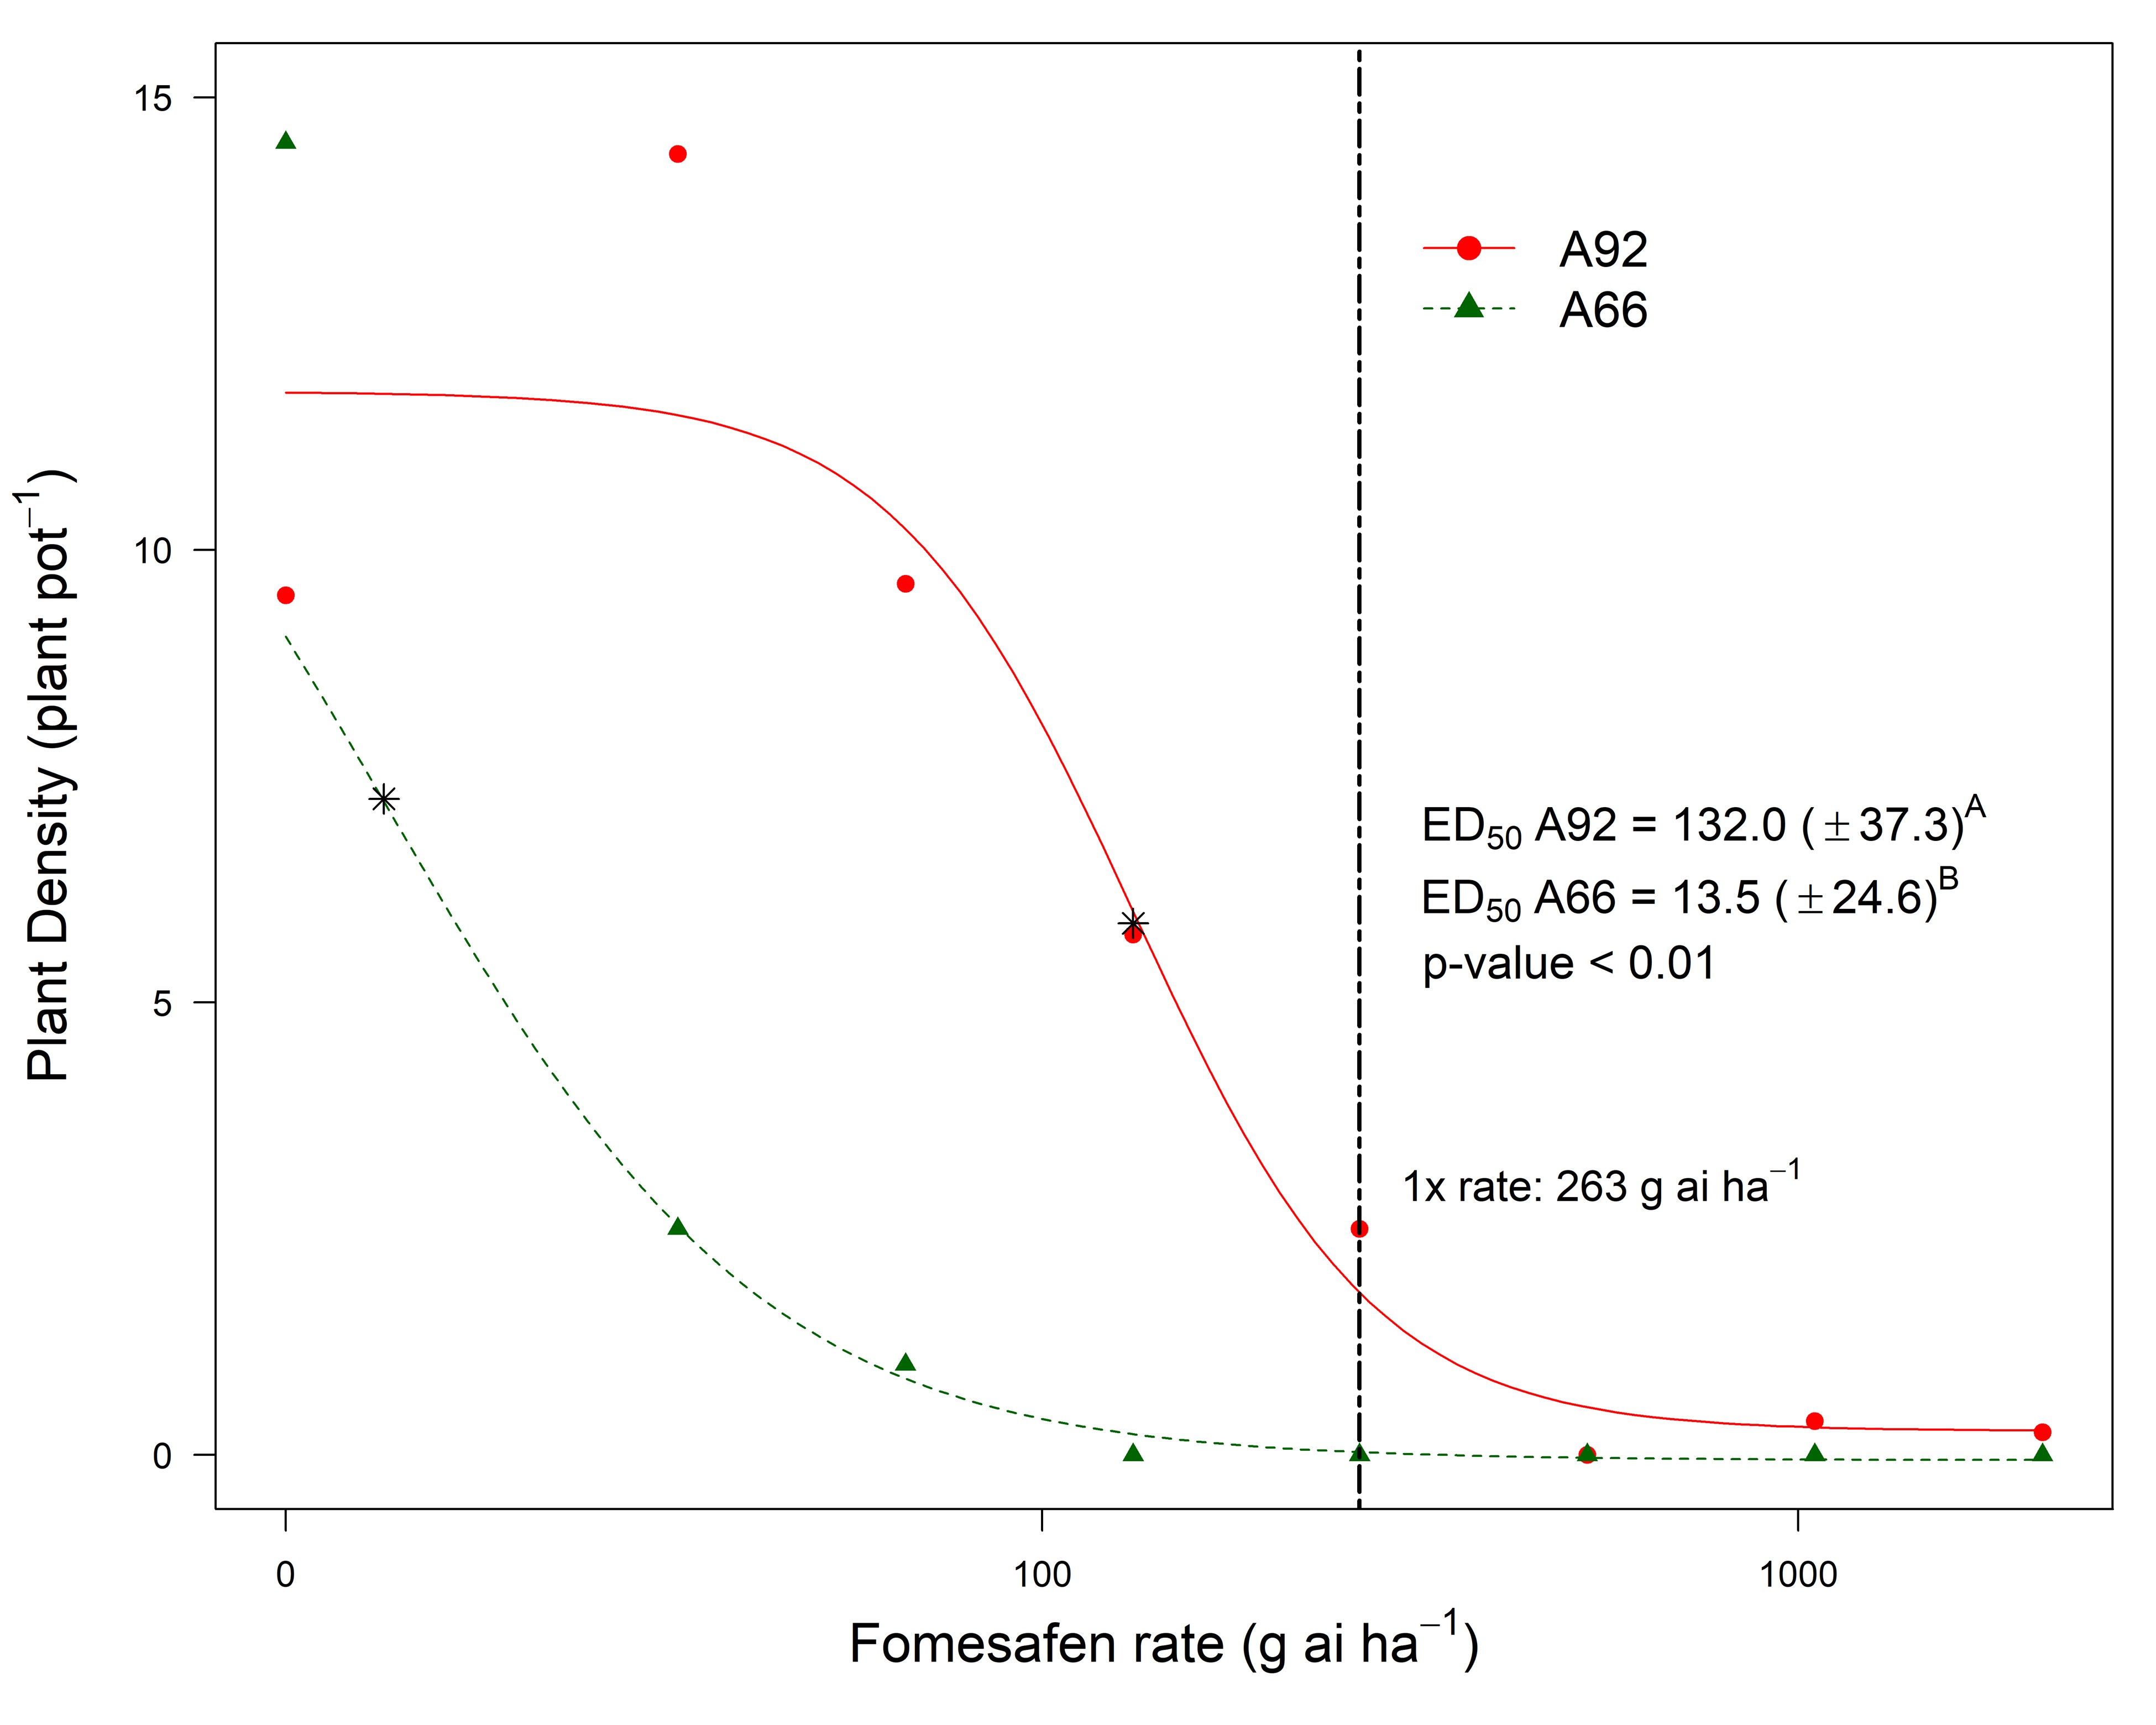 15
10
5
0
Plant Density (plant pot⁻¹)
A92
A66
ED₅₀ A92 = 132.0 (±37.3)ᴬ
ED₅₀ A66 = 13.5 (±24.6)ᴮ
p-value < 0.01
1x rate: 263 g ai ha⁻¹
0 100 1000
Fomesafen rate (g ai ha⁻¹)